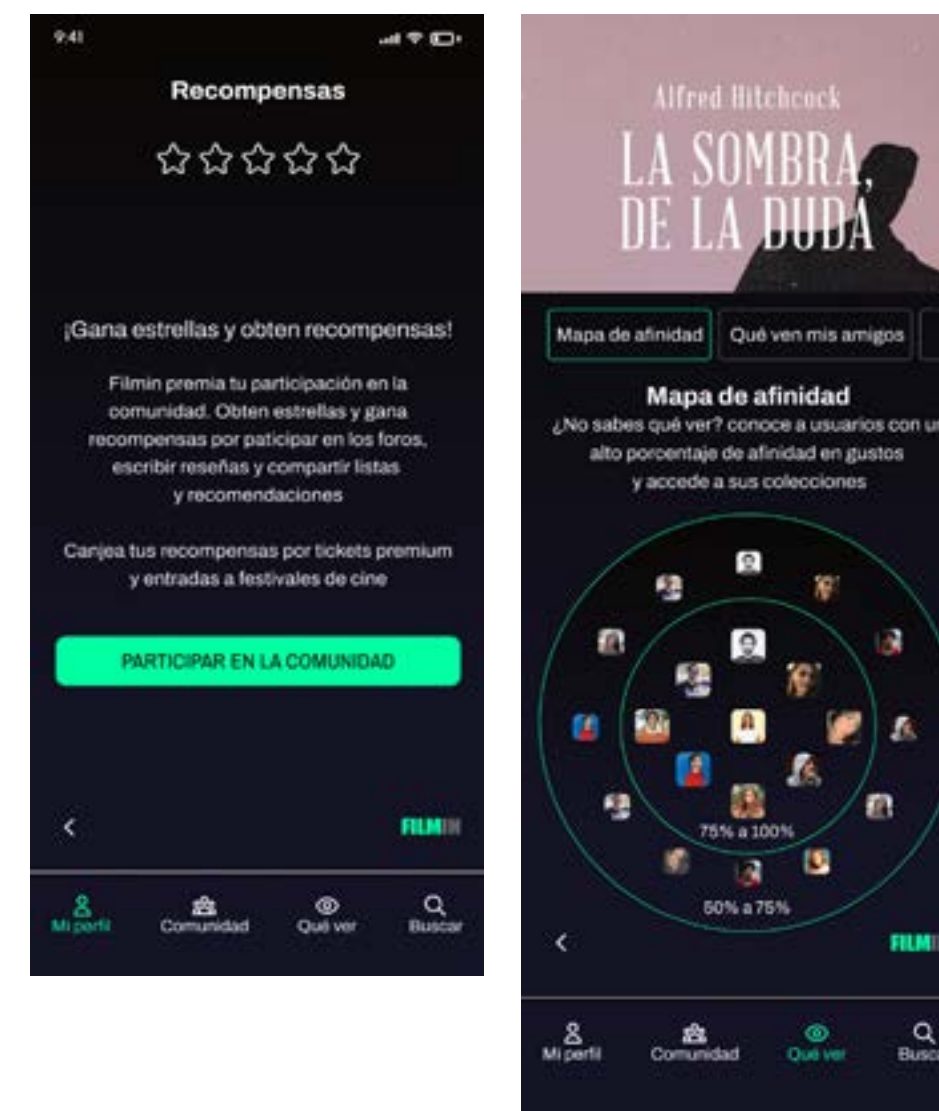 9:41
Recompensas
¡Gana estrellas y obten recompensas!
Filmin premia tu participación en la
comunidad. Obten estrellas y gana
recompensas por paticipar en los foros,
escribir reseñas y compartir listas
y recomendaciones
Canjea tus recompensas por tickets premium
y entradas a festivales de cine
PARTICIPAR EN LA COMUNIDAD
FILMIN
Mi perfil Comunidad Qué ver Buscar
Alfred Hitchcock
LA SOMBRA,
DE LA DUDA
Mapa de afinidad Qué ven mis amigos
Mapa de afinidad
¿No sabes qué ver? conoce a usuarios con un
alto porcentaje de afinidad en gustos
y accede a sus colecciones
75% a 100%
50% a 75%
FILM
Mi perfil Comunidad Qué ver